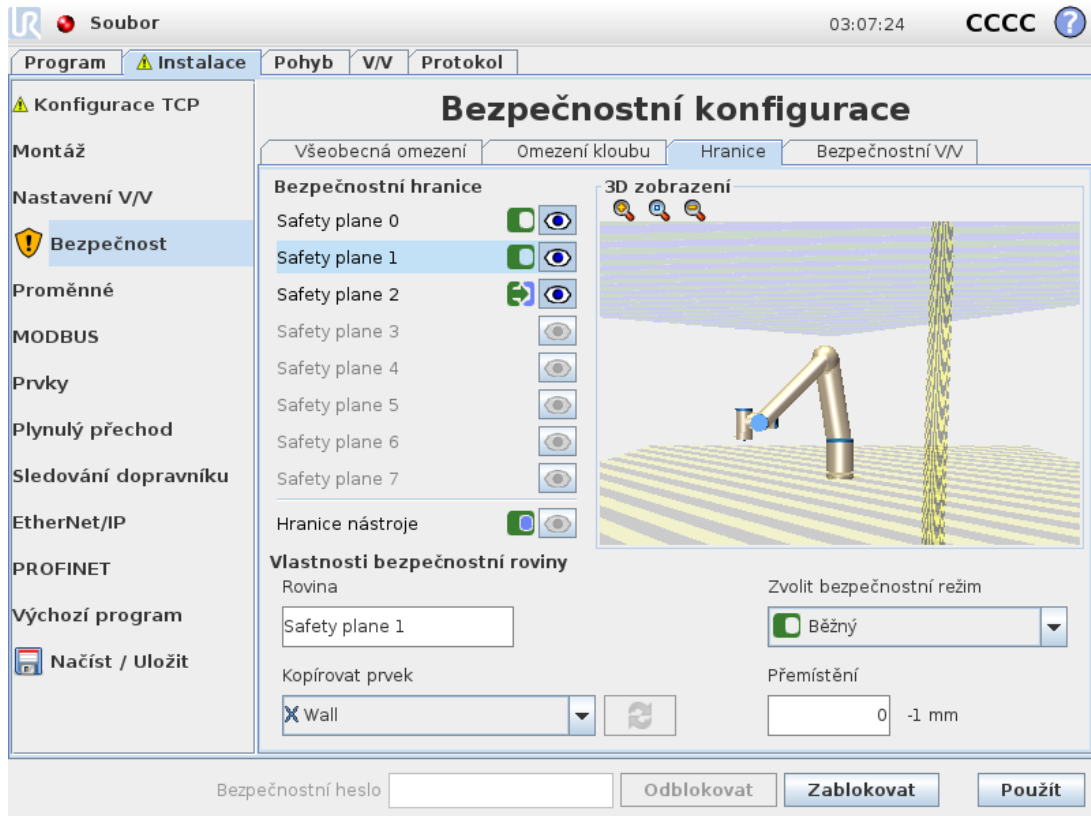 UR Soubor 03:07:24 CCCC ?
Program Instalace Pohyb V/V Protokol
Konfigurace TCP
Montáž
Nastavení V/V
Bezpečnost
Proměnné
MODBUS
Prvky
Plynulý přechod
Sledování dopravníku
EtherNet/IP
PROFINET
Výchozí program
Načíst / Uložit
Bezpečnostní konfigurace
Všeobecná omezení Omezení kloubu Hranice Bezpečnostní V/V
Bezpečnostní hranice
Safety plane 0
Safety plane 1
Safety plane 2
Safety plane 3
Safety plane 4
Safety plane 5
Safety plane 6
Safety plane 7
Hranice nástroje
3D zobrazení
Vlastnosti bezpečnostní roviny
Rovina
Safety plane 1
Zvolit bezpečnostní režim
Běžný
Kopírovat prvek
Wall
Přemístění
0 -1 mm
Bezpečnostní heslo Odblokovat Zablokovat Použít